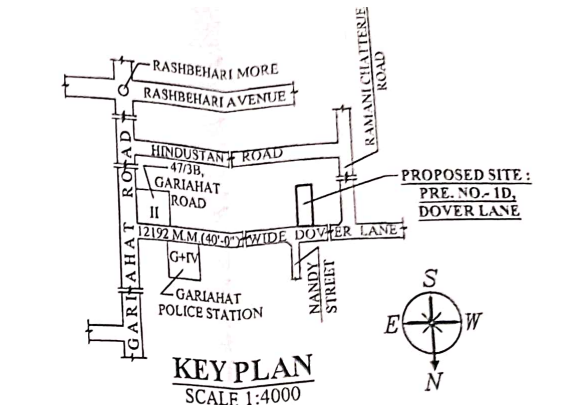 RASHBEHARI MORE
RASHBEHARI AVENUE
RAMANI CHATTERJE
ROAD
HINDUSTAN ROAD
47/3B,
GARIAHAT
ROAD
II
PROPOSED SITE :
PRE. NO.- 1D,
DOVER LANE
12192 M.M.(40'-0") WIDE DOVER LANE
G+IV
GARIAHAT
POLICE STATION
NANDY
STREET
GARIAHAT ROAD
S
E W
N
KEY PLAN
SCALE 1:4000